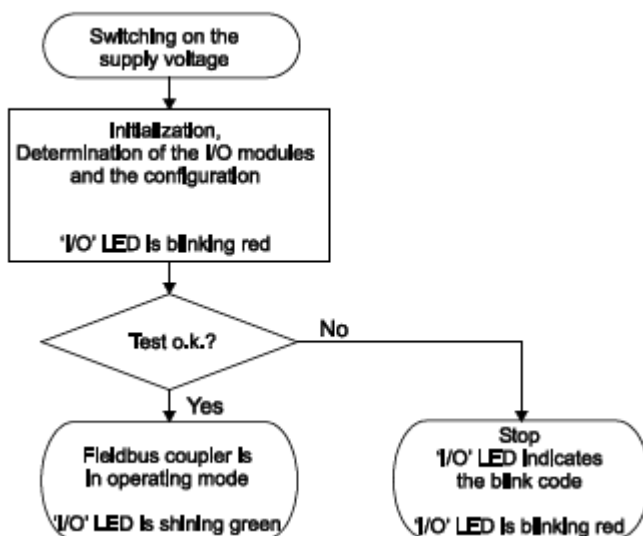 Switching on the
supply voltage
Initialization,
Determination of the I/O modules
and the configuration
'I/O' LED is blinking red
Test o.k.?
No
Yes
Fieldbus coupler is
in operating mode
'I/O' LED is shining green
Stop
'I/O' LED indicates
the blink code
'I/O' LED is blinking red